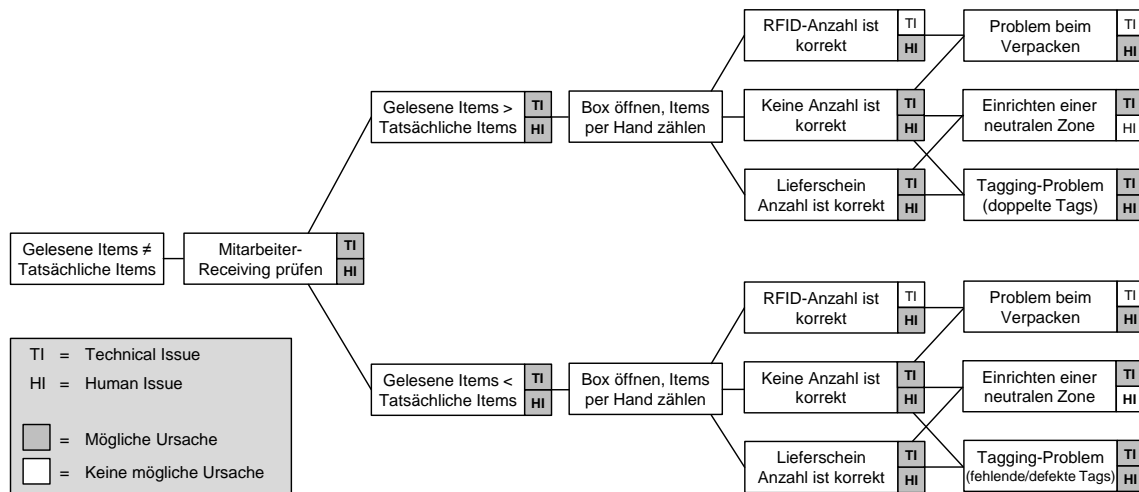 RFID-Anzahl ist
korrekt
TI
HI
Problem beim
Verpacken
TI
HI
Gelesene Items >
Tatsächliche Items
TI
HI
Box öffnen, Items
per Hand zählen
Keine Anzahl ist
korrekt
TI
HI
Einrichten einer
neutralen Zone
TI
HI
Lieferschein
Anzahl ist korrekt
TI
HI
Tagging-Problem
(doppelte Tags)
TI
HI
Gelesene Items ≠
Tatsächliche Items
Mitarbeiter-
Receiving prüfen
TI
HI
RFID-Anzahl ist
korrekt
TI
HI
Problem beim
Verpacken
TI
HI
Gelesene Items <
Tatsächliche Items
TI
HI
Box öffnen, Items
per Hand zählen
Keine Anzahl ist
korrekt
TI
HI
Einrichten einer
neutralen Zone
TI
HI
Lieferschein
Anzahl ist korrekt
TI
HI
Tagging-Problem
(fehlende/defekte Tags)
TI
HI
TI = Technical Issue
HI = Human Issue
= Mögliche Ursache
= Keine mögliche Ursache